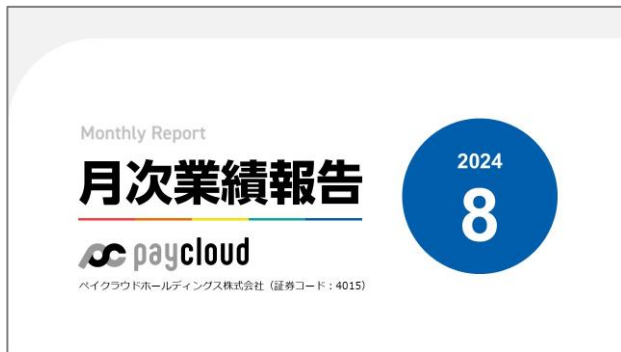 Monthly Report
月次業績報告
2024
8
paycloud
ペイクラウドホールディングス株式会社（証券コード：4015）